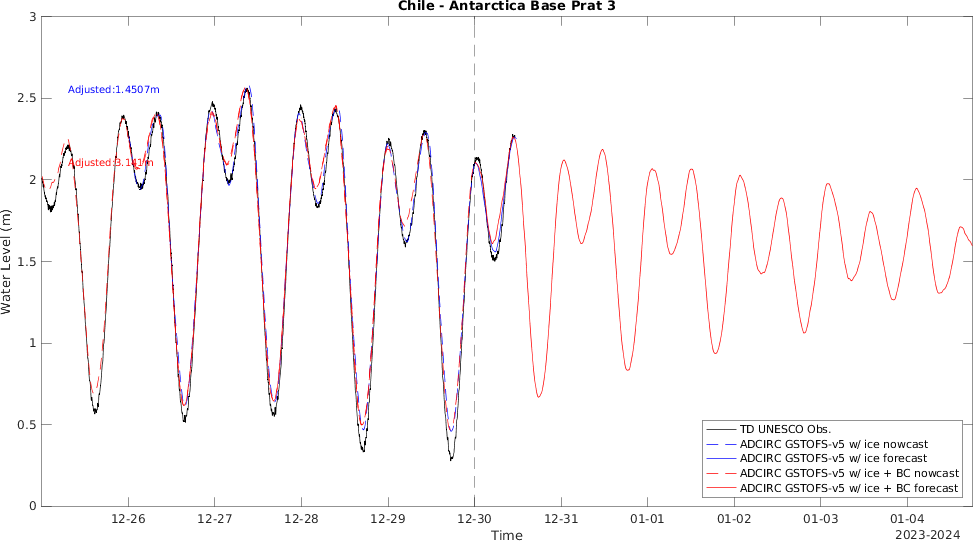 Chile - Antarctica Base Prat 3
3
2.5
2
1.5
1
0.5
0
Water Level (m)
Adjusted:1.4507m
Adjusted:3.141m
12-26
12-27
12-28
12-29
12-30
12-31
01-01
01-02
01-03
01-04
Time
2023-2024
TD UNESCO Obs.
ADCIRC GSTOFS-v5 w/ ice nowcast
ADCIRC GSTOFS-v5 w/ ice forecast
ADCIRC GSTOFS-v5 w/ ice + BC nowcast
ADCIRC GSTOFS-v5 w/ ice + BC forecast